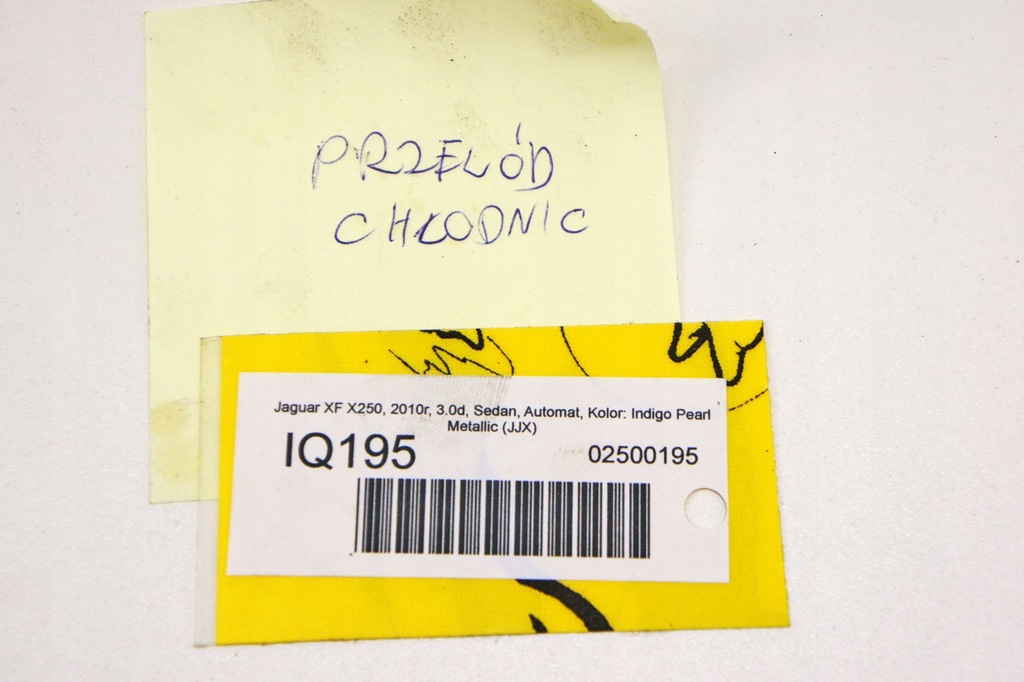 PRZEWÓD
CHŁODNIC
Jaguar XF X250, 2010r, 3.0d, Sedan, Automat, Kolor: Indigo Pearl
Metallic (JJX)
IQ195 02500195